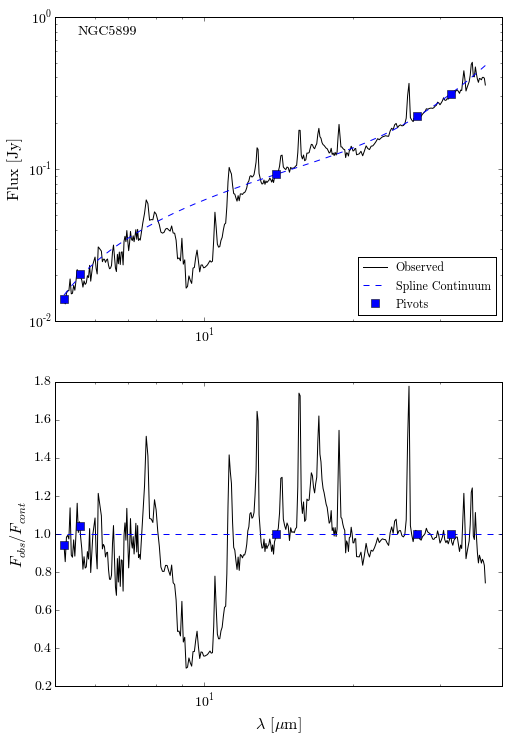 NGC5899
10^0
10^-1
10^-2
Flux [Jy]
Observed
Spline Continuum
Pivots
10^1
1.8
1.6
1.4
1.2
1.0
0.8
0.6
0.4
0.2
F_obs/F_cont
10^1
λ [μm]